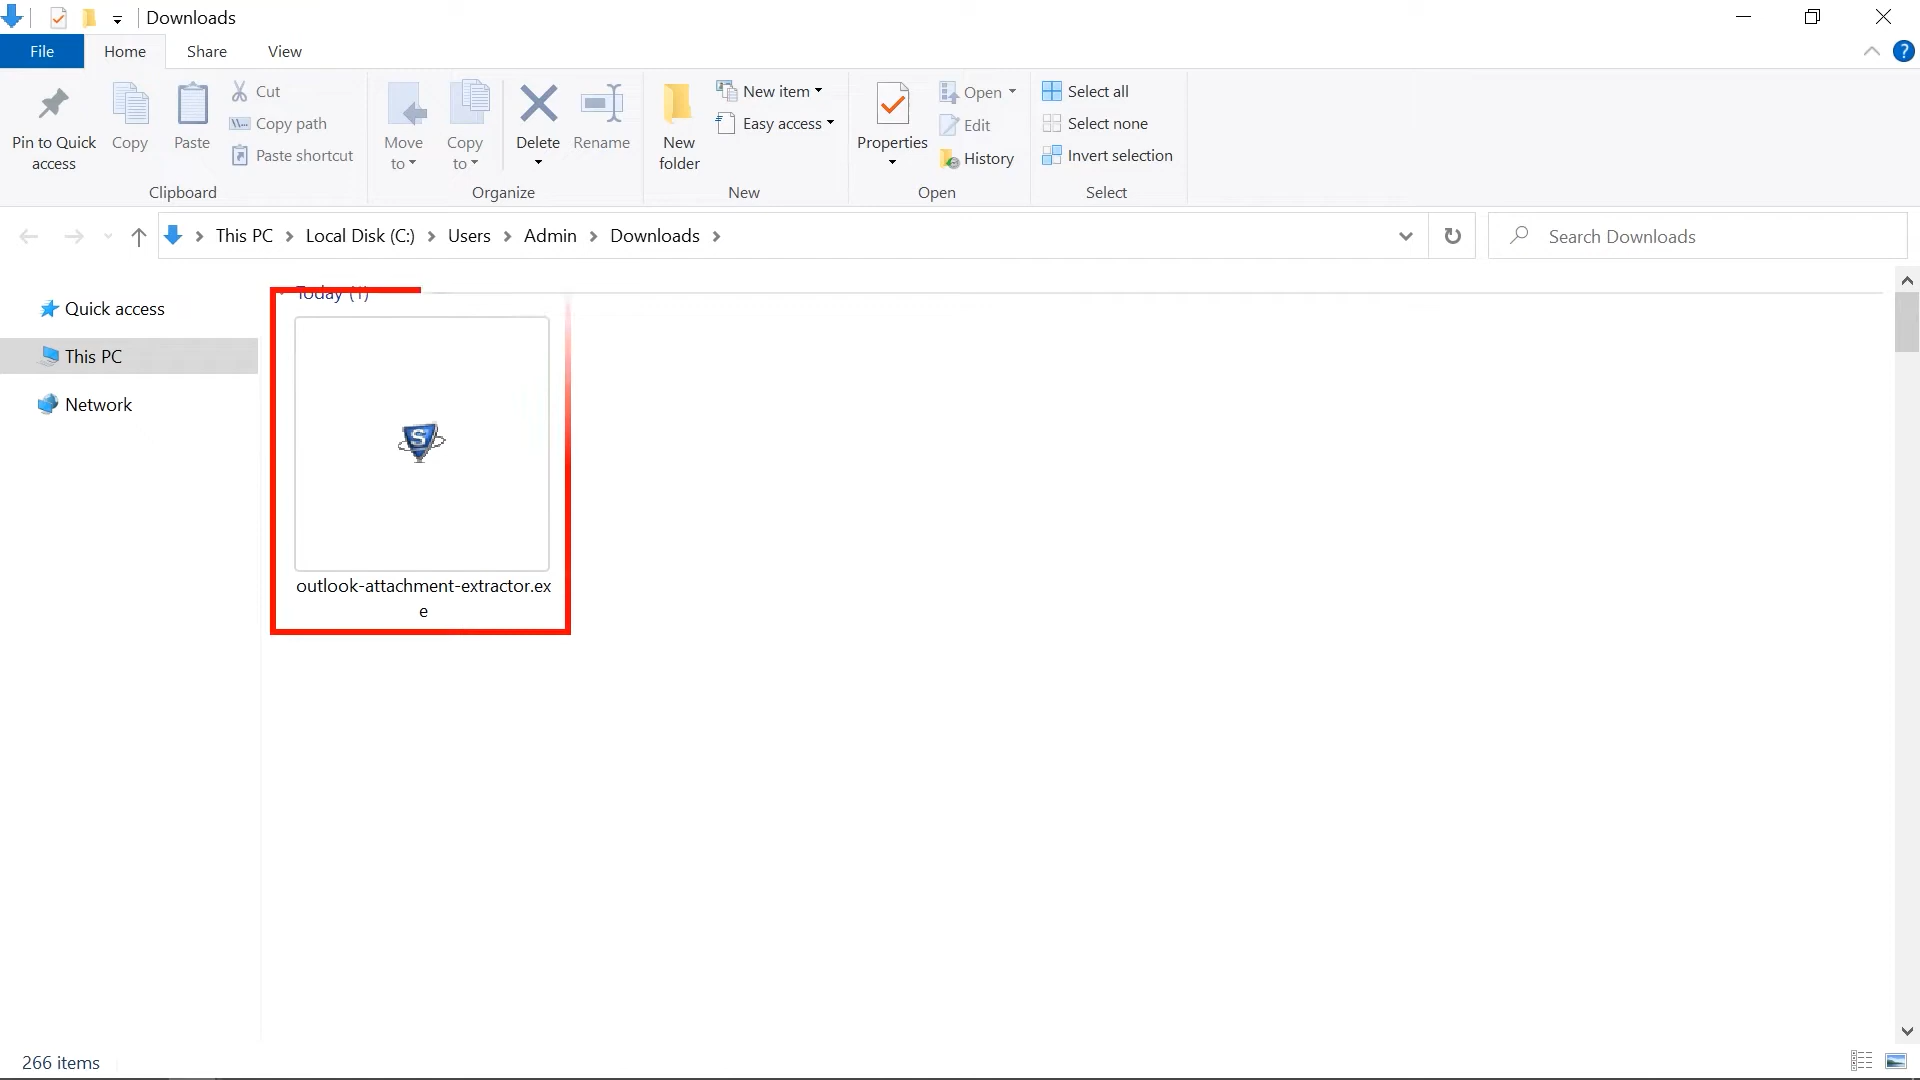 Downloads
File Home Share View
Pin to Quick access
Copy
Paste
Cut
Copy path
Paste shortcut
Clipboard
Move to
Copy to
Delete
Rename
Organize
New folder
New item
Easy access
New
Properties
Open
Edit
History
Open
Select all
Select none
Invert selection
Select
This PC > Local Disk (C:) > Users > Admin > Downloads >
Search Downloads
Quick access
This PC
Network
Today (1)
S
outlook-attachment-extractor.ex
e
266 items